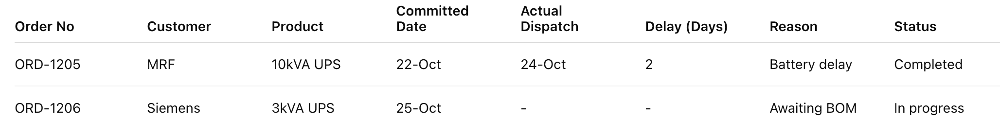 Order No Customer Product Committed Date Actual Dispatch Delay (Days) Reason Status
ORD-1205 MRF 10kVA UPS 22-Oct 24-Oct 2 Battery delay Completed
ORD-1206 Siemens 3kVA UPS 25-Oct - - Awaiting BOM In progress